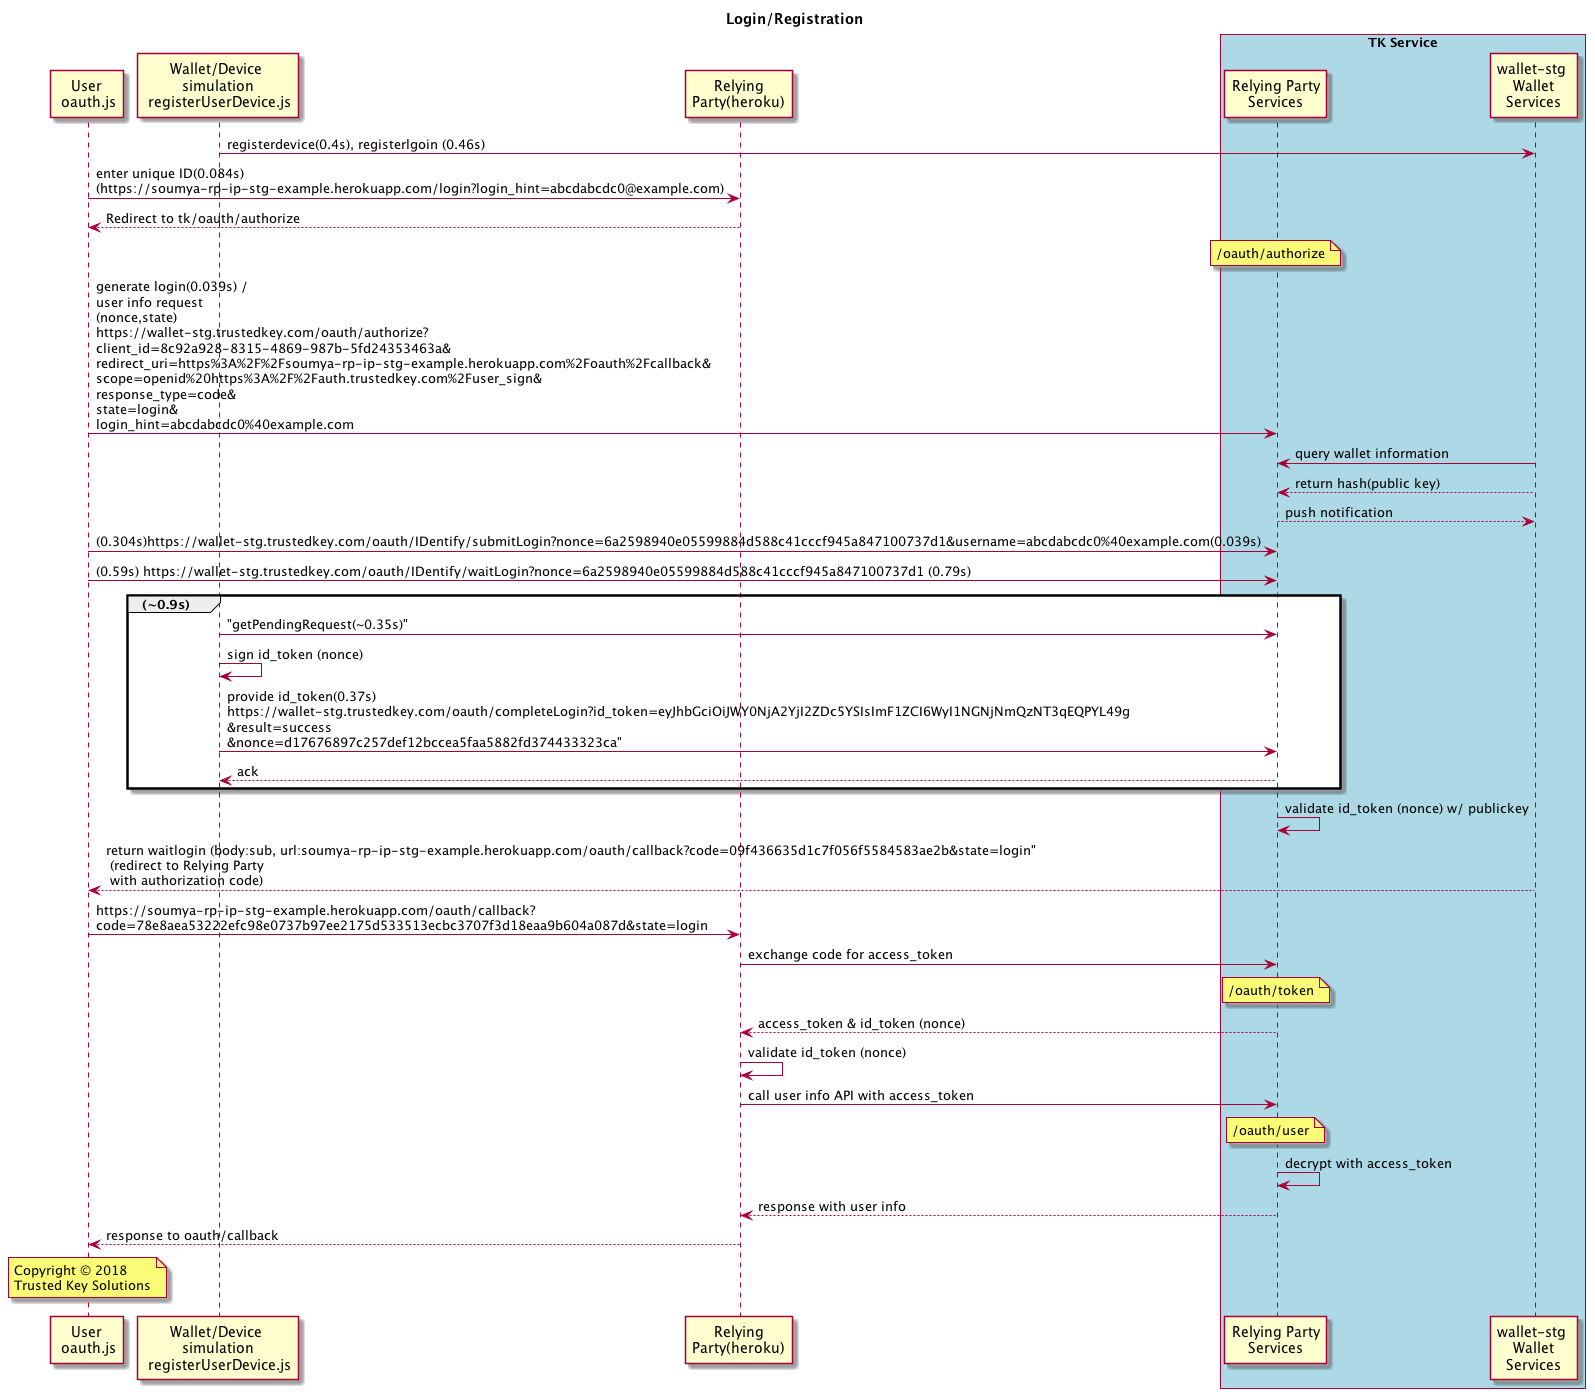 Login/Registration
TK Service
User
oauth.js
Wallet/Device
simulation
registerUserDevice.js
Relying
Party(heroku)
Relying Party
Services
wallet-stg
Wallet
Services
registerdevice(0.4s), registerlgoin (0.46s)
enter unique ID(0.084s)
(https://soumya-rp-ip-stg-example.herokuapp.com/login?login_hint=abcdabcdc0@example.com)
Redirect to tk/oauth/authorize
/oauth/authorize
generate login(0.039s) /
user info request
(nonce,state)
https://wallet-stg.trustedkey.com/oauth/authorize?
client_id=8c92a928-8315-4869-987b-5fd24353463a&
redirect_uri=https%3A%2F%2Fsoumya-rp-ip-stg-example.herokuapp.com%2Foauth%2Fcallback&
scope=openid%20https%3A%2F%2Fauth.trustedkey.com%2Fuser_sign&
response_type=code&
state=login&
login_hint=abcdabcdc0%40example.com
query wallet information
return hash(public key)
push notification
(0.304s)https://wallet-stg.trustedkey.com/oauth/IDentify/submitLogin?nonce=6a2598940e05599884d588c41cccf945a847100737d1&username=abcdabcdc0%40example.com(0.039s)
(0.59s) https://wallet-stg.trustedkey.com/oauth/IDentify/waitLogin?nonce=6a2598940e05599884d588c41cccf945a847100737d1 (0.79s)
(~0.9s)
"getPendingRequest(~0.35s)"
sign id_token (nonce)
provide id_token(0.37s)
https://wallet-stg.trustedkey.com/oauth/completeLogin?id_token=eyJhbGciOiJWY0NjA2YjI2ZDc5YSIsImF1ZCI6WyI1NGNjNmQzNT3qEQPYL49g
&result=success
&nonce=d17676897c257def12bccea5faa5882fd374433323ca"
ack
validate id_token (nonce) w/ publickey
return waitlogin (body:sub, url:soumya-rp-ip-stg-example.herokuapp.com/oauth/callback?code=09f436635d1c7f056f5584583ae2b&state=login"
(redirect to Relying Party
with authorization code)
https://soumya-rp-ip-stg-example.herokuapp.com/oauth/callback?
code=78e8aea53222efc98e0737b97ee2175d533513ecbc3707f3d18eaa9b604a087d&state=login
exchange code for access_token
/oauth/token
access_token & id_token (nonce)
validate id_token (nonce)
call user info API with access_token
/oauth/user
decrypt with access_token
response with user info
response to oauth/callback
Copyright © 2018
Trusted Key Solutions
User
oauth.js
Wallet/Device
simulation
registerUserDevice.js
Relying
Party(heroku)
Relying Party
Services
wallet-stg
Wallet
Services